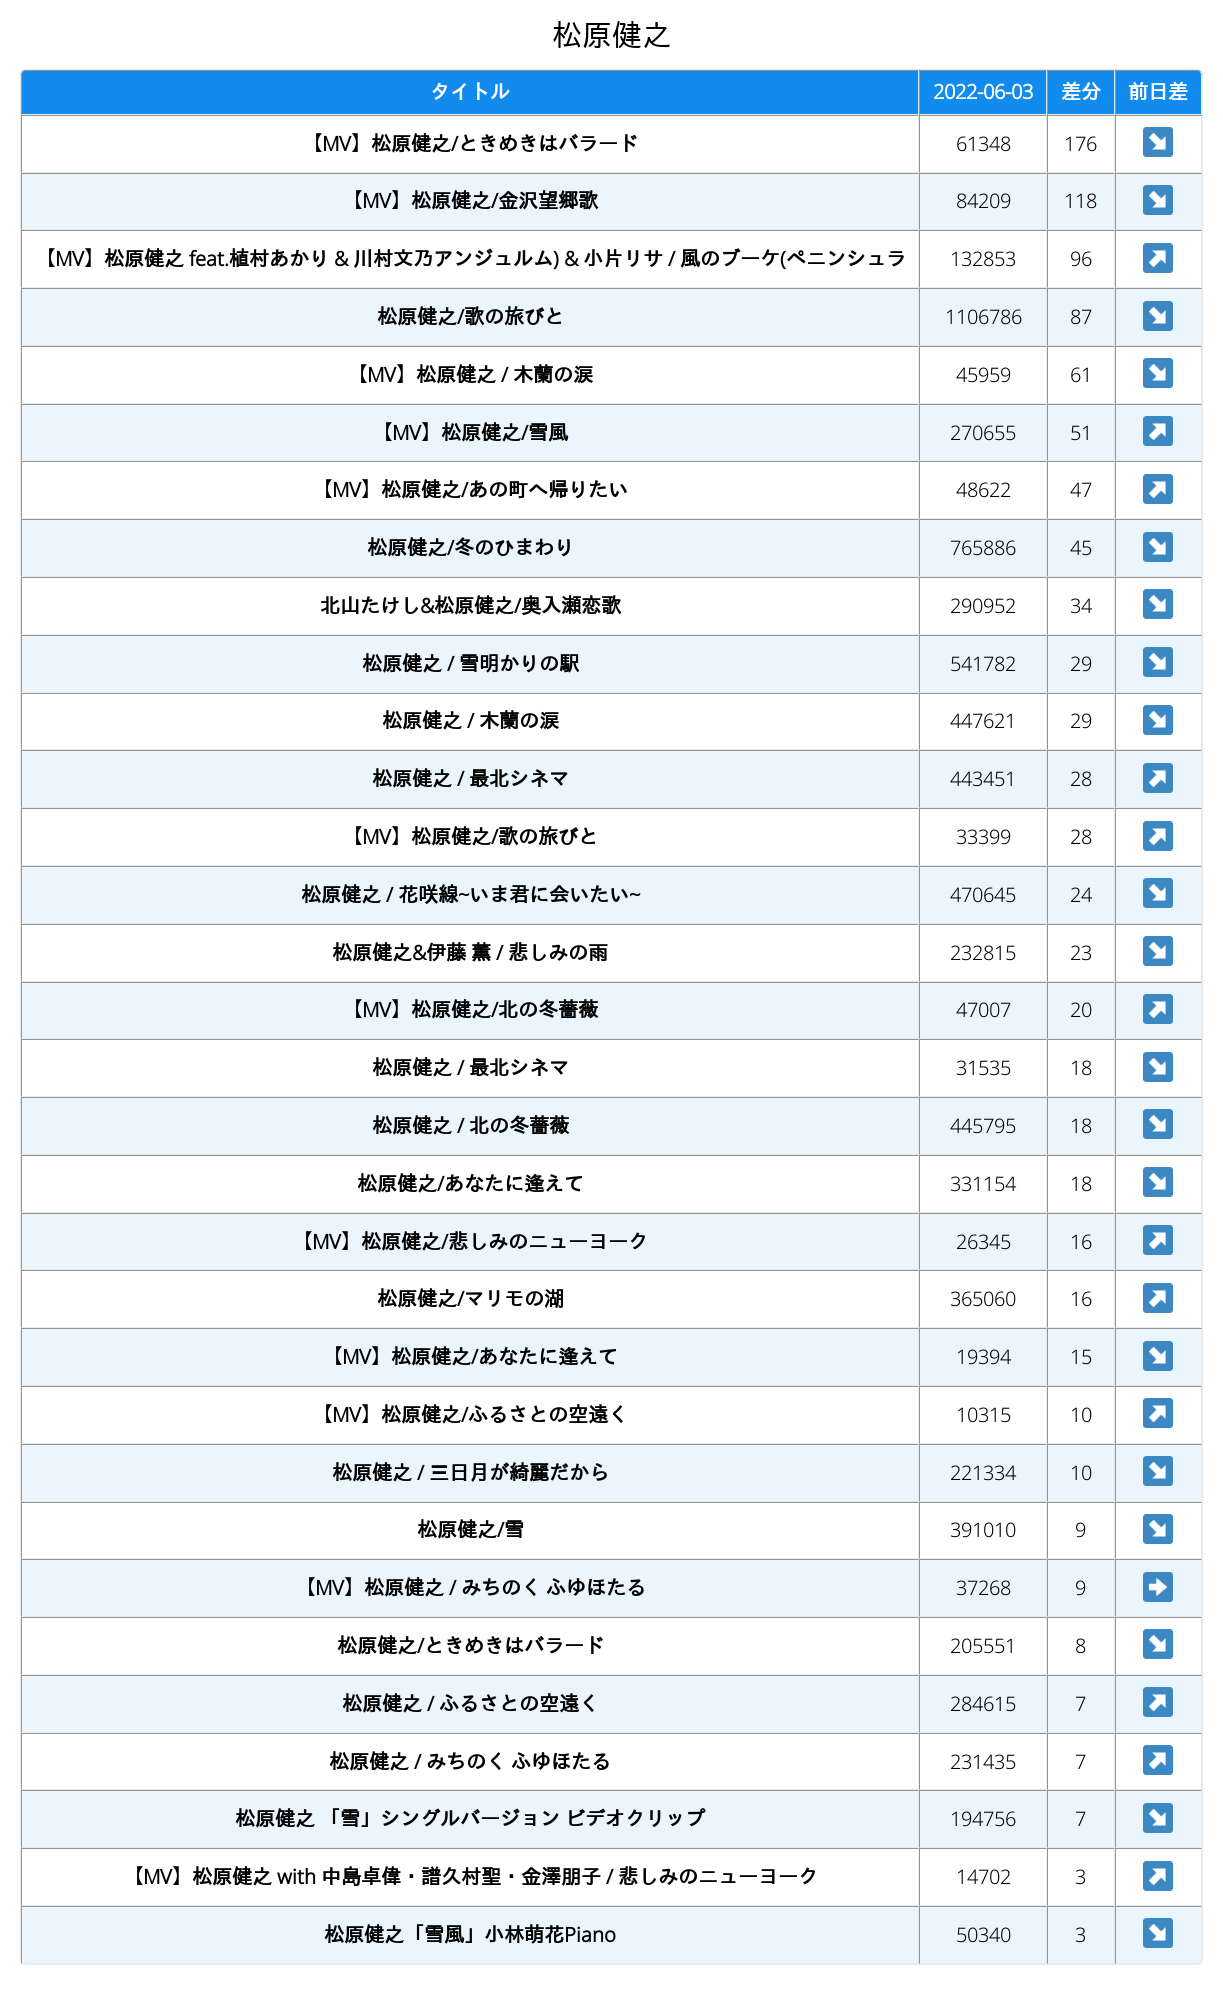 松原健之
タイトル 2022-06-03 差分 前日差
【MV】松原健之/ときめきはバラード 61348 176 ↘
【MV】松原健之/金沢望郷歌 84209 118 ↘
【MV】松原健之 feat.植村あかり & 川村文乃アンジュルム) & 小片リサ / 風のブーケ(ペニンシュラ 132853 96 ↗
松原健之/歌の旅びと 1106786 87 ↘
【MV】松原健之 / 木蘭の涙 45959 61 ↘
【MV】松原健之/雪風 270655 51 ↗
【MV】松原健之/あの町へ帰りたい 48622 47 ↗
松原健之/冬のひまわり 765886 45 ↘
北山たけし&松原健之/奥入瀬恋歌 290952 34 ↘
松原健之 / 雪明かりの駅 541782 29 ↘
松原健之 / 木蘭の涙 447621 29 ↘
松原健之 / 最北シネマ 443451 28 ↗
【MV】松原健之/歌の旅びと 33399 28 ↗
松原健之 / 花咲線~いま君に会いたい~ 470645 24 ↘
松原健之&伊藤 薫 / 悲しみの雨 232815 23 ↘
【MV】松原健之/北の冬薔薇 47007 20 ↗
松原健之 / 最北シネマ 31535 18 ↘
松原健之 / 北の冬薔薇 445795 18 ↘
松原健之/あなたに逢えて 331154 18 ↘
【MV】松原健之/悲しみのニューヨーク 26345 16 ↗
松原健之/マリモの湖 365060 16 ↗
【MV】松原健之/あなたに逢えて 19394 15 ↘
【MV】松原健之/ふるさとの空遠く 10315 10 ↗
松原健之 / 三日月が綺麗だから 221334 10 ↘
松原健之/雪 391010 9 ↘
【MV】松原健之 / みちのく ふゆほたる 37268 9 ➡
松原健之/ときめきはバラード 205551 8 ↘
松原健之 / ふるさとの空遠く 284615 7 ↗
松原健之 / みちのく ふゆほたる 231435 7 ↗
松原健之 「雪」シングルバージョン ビデオクリップ 194756 7 ↘
【MV】松原健之 with 中島卓偉・譜久村聖・金澤朋子 / 悲しみのニューヨーク 14702 3 ↗
松原健之「雪風」小林萌花Piano 50340 3 ↘